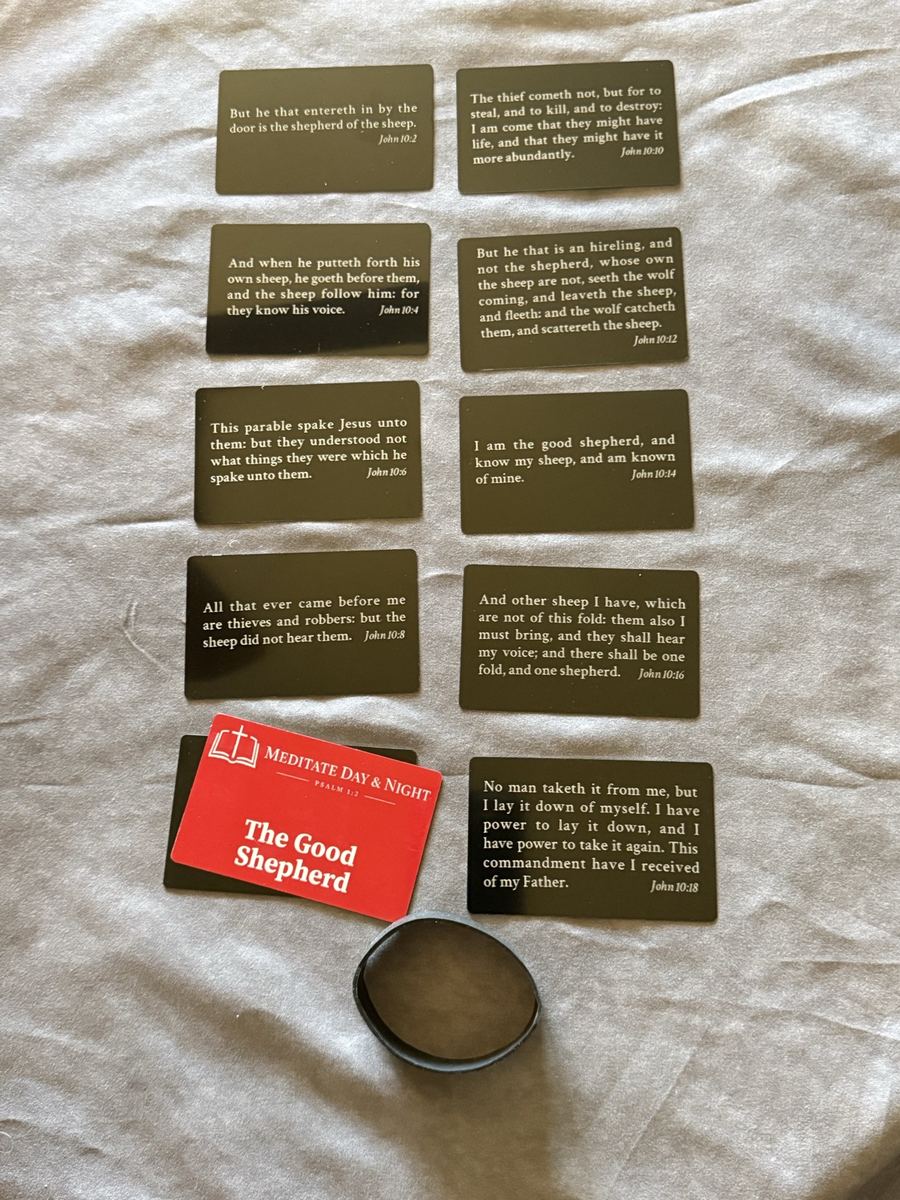 But he that entereth in by the
door is the shepherd of the sheep.
John 10:2
And when he putteth forth his
own sheep, he goeth before them,
and the sheep follow him: for
they know his voice. John 10:4
This parable spake Jesus unto
them: but they understood not
what things they were which he
spake unto them. John 10:6
All that ever came before me
are thieves and robbers: but the
sheep did not hear them. John 10:8
MEDITATE DAY & NIGHT
PSALM 1:2
The Good
Shepherd
The thief cometh not, but for to
steal, and to kill, and to destroy:
I am come that they might have
life, and that they might have it
more abundantly. John 10:10
But he that is an hireling, and
not the shepherd, whose own
the sheep are not, seeth the wolf
coming, and leaveth the sheep,
and fleeth: and the wolf catcheth
them, and scattereth the sheep.
John 10:12
I am the good shepherd, and
know my sheep, and am known
of mine. John 10:14
And other sheep I have, which
are not of this fold: them also I
must bring, and they shall hear
my voice; and there shall be one
fold, and one shepherd. John 10:16
No man taketh it from me, but
I lay it down of myself. I have
power to lay it down, and I
have power to take it again. This
commandment have I received
of my Father. John 10:18